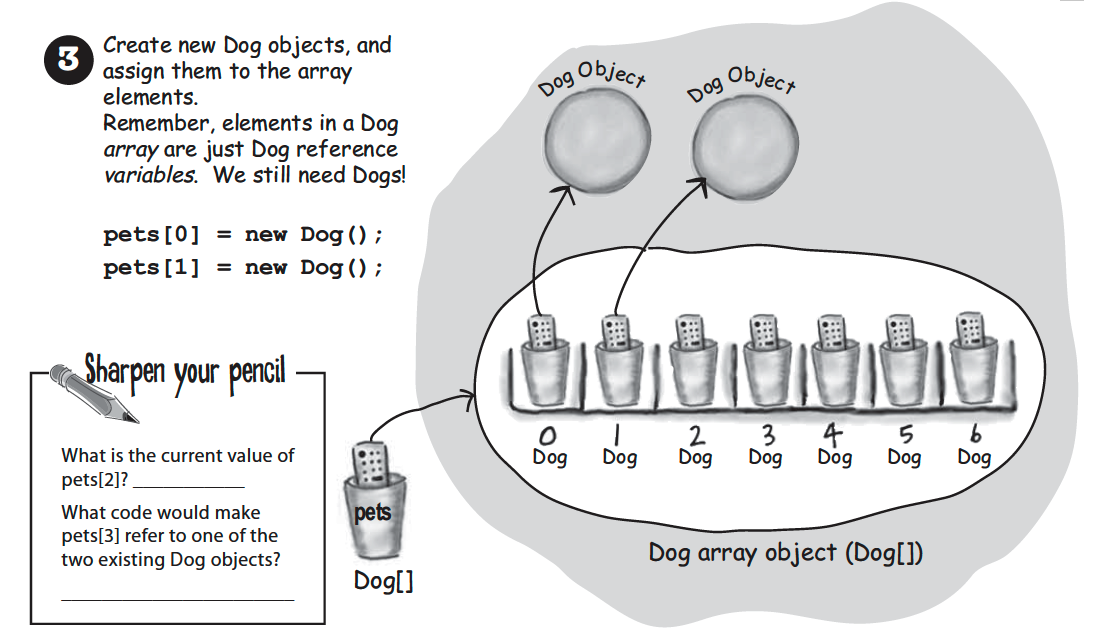 3
Create new Dog objects, and
assign them to the array
elements.
Remember, elements in a Dog
array are just Dog reference
variables. We still need Dogs!
pets[0] = new Dog();
pets[1] = new Dog();
Dog Object
Dog Object
0 1 2 3 4 5 6
Dog Dog Dog Dog Dog Dog Dog
Dog array object (Dog[])
pets
Dog[]
Sharpen your pencil
What is the current value of
pets[2]? ___________
What code would make
pets[3] refer to one of the
two existing Dog objects?
_______________________